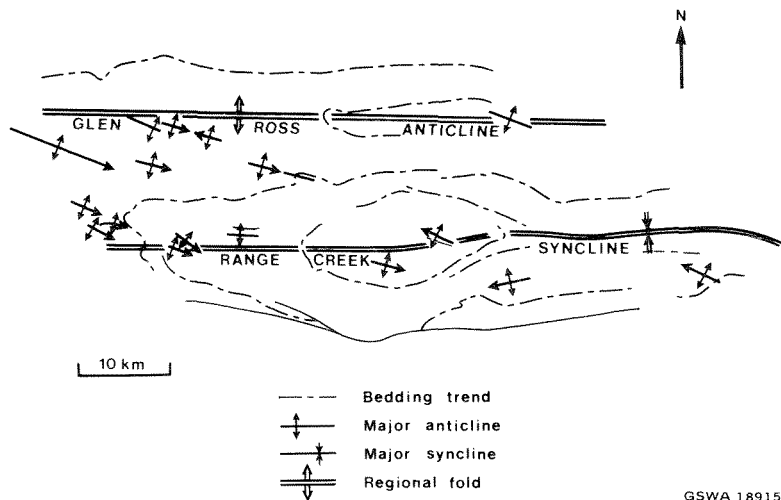 N
GLEN ROSS ANTICLINE
RANGE CREEK SYNCLINE
10 km
Bedding trend
Major anticline
Major syncline
Regional fold
GSWA 18915